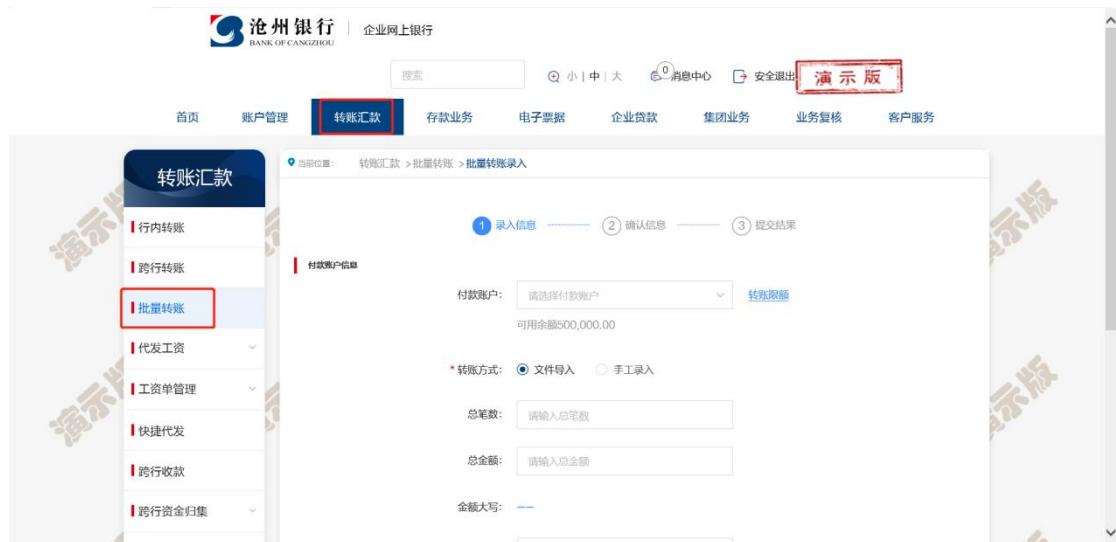 沧州银行 企业网上银行
BANK OF CANGZHOU
搜索 小 | 中 | 大 0 消息中心 安全退出 演示版
首页 账户管理 转账汇款 存款业务 电子票据 企业贷款 集团业务 业务复核 客户服务
转账汇款
当前位置: 转账汇款 >批量转账 >批量转账录入
行内转账
跨行转账
批量转账
代发工资
工资单管理
快捷代发
跨行收款
跨行资金归集
1 录入信息 2 确认信息 3 提交结果
付款账户信息
付款账户: 请选择付款账户 转账限额
可用余额500,000.00
*转账方式: 文件导入 手工录入
总笔数: 请输入总笔数
总金额: 请输入总金额
金额大写: ——
演示版
演示版
演示版
演示版